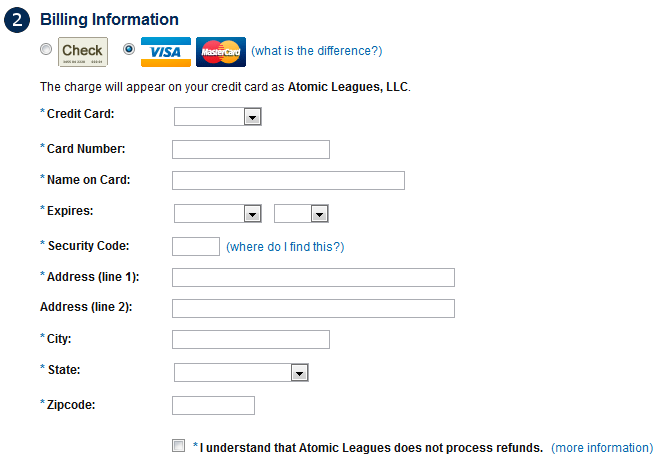 2 Billing Information
Check VISA MasterCard (what is the difference?)
The charge will appear on your credit card as Atomic Leagues, LLC.
* Credit Card:
* Card Number:
* Name on Card:
* Expires:
* Security Code: (where do I find this?)
* Address (line 1):
Address (line 2):
* City:
* State:
* Zipcode:
* I understand that Atomic Leagues does not process refunds. (more information)